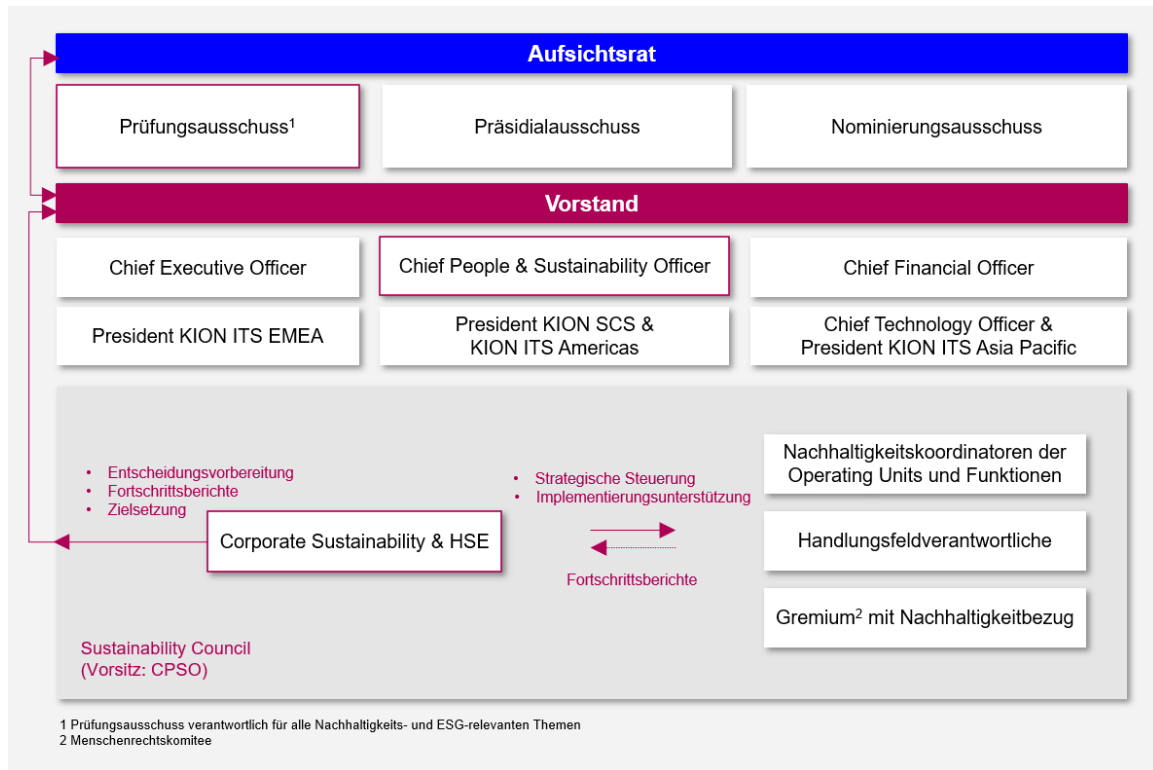 Aufsichtsrat
Prüfungsausschuss¹
Präsidialausschuss
Nominierungsausschuss
Vorstand
Chief Executive Officer
Chief People & Sustainability Officer
Chief Financial Officer
President KION ITS EMEA
President KION SCS &
KION ITS Americas
Chief Technology Officer &
President KION ITS Asia Pacific
• Entscheidungsvorbereitung
• Fortschrittsberichte
• Zielsetzung
Corporate Sustainability & HSE
• Strategische Steuerung
• Implementierungsunterstützung
Fortschrittsberichte
Nachhaltigkeitskoordinatoren der
Operating Units und Funktionen
Handlungsfeldverantwortliche
Gremium² mit Nachhaltigkeitbezug
Sustainability Council
(Vorsitz: CPSO)
1 Prüfungsausschuss verantwortlich für alle Nachhaltigkeits- und ESG-relevanten Themen
2 Menschenrechtskomitee